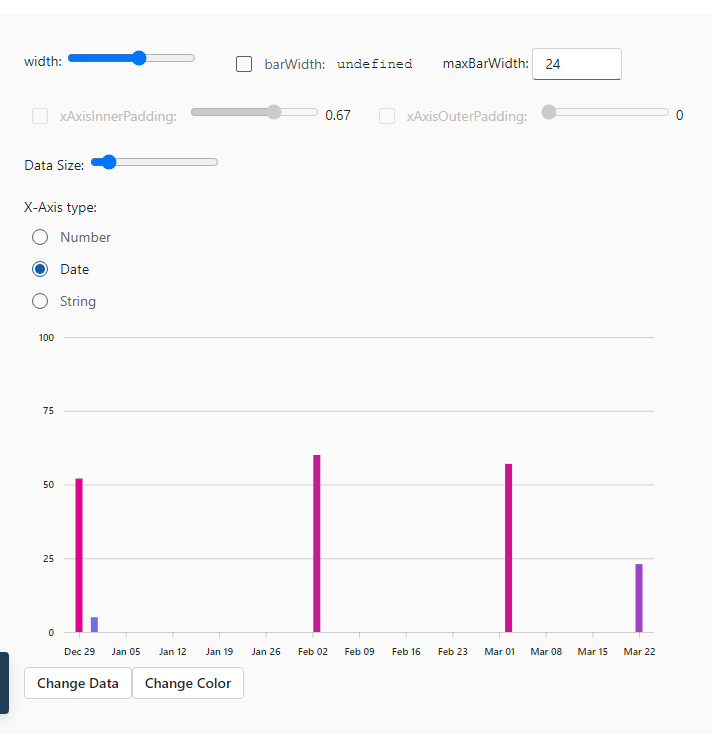 width: barWidth: undefined maxBarWidth: 24
xAxisInnerPadding: 0.67 xAxisOuterPadding: 0
Data Size:
X-Axis type:
Number
Date
String
100
75
50
25
0
Dec 29 Jan 05 Jan 12 Jan 19 Jan 26 Feb 02 Feb 09 Feb 16 Feb 23 Mar 01 Mar 08 Mar 15 Mar 22
Change Data Change Color